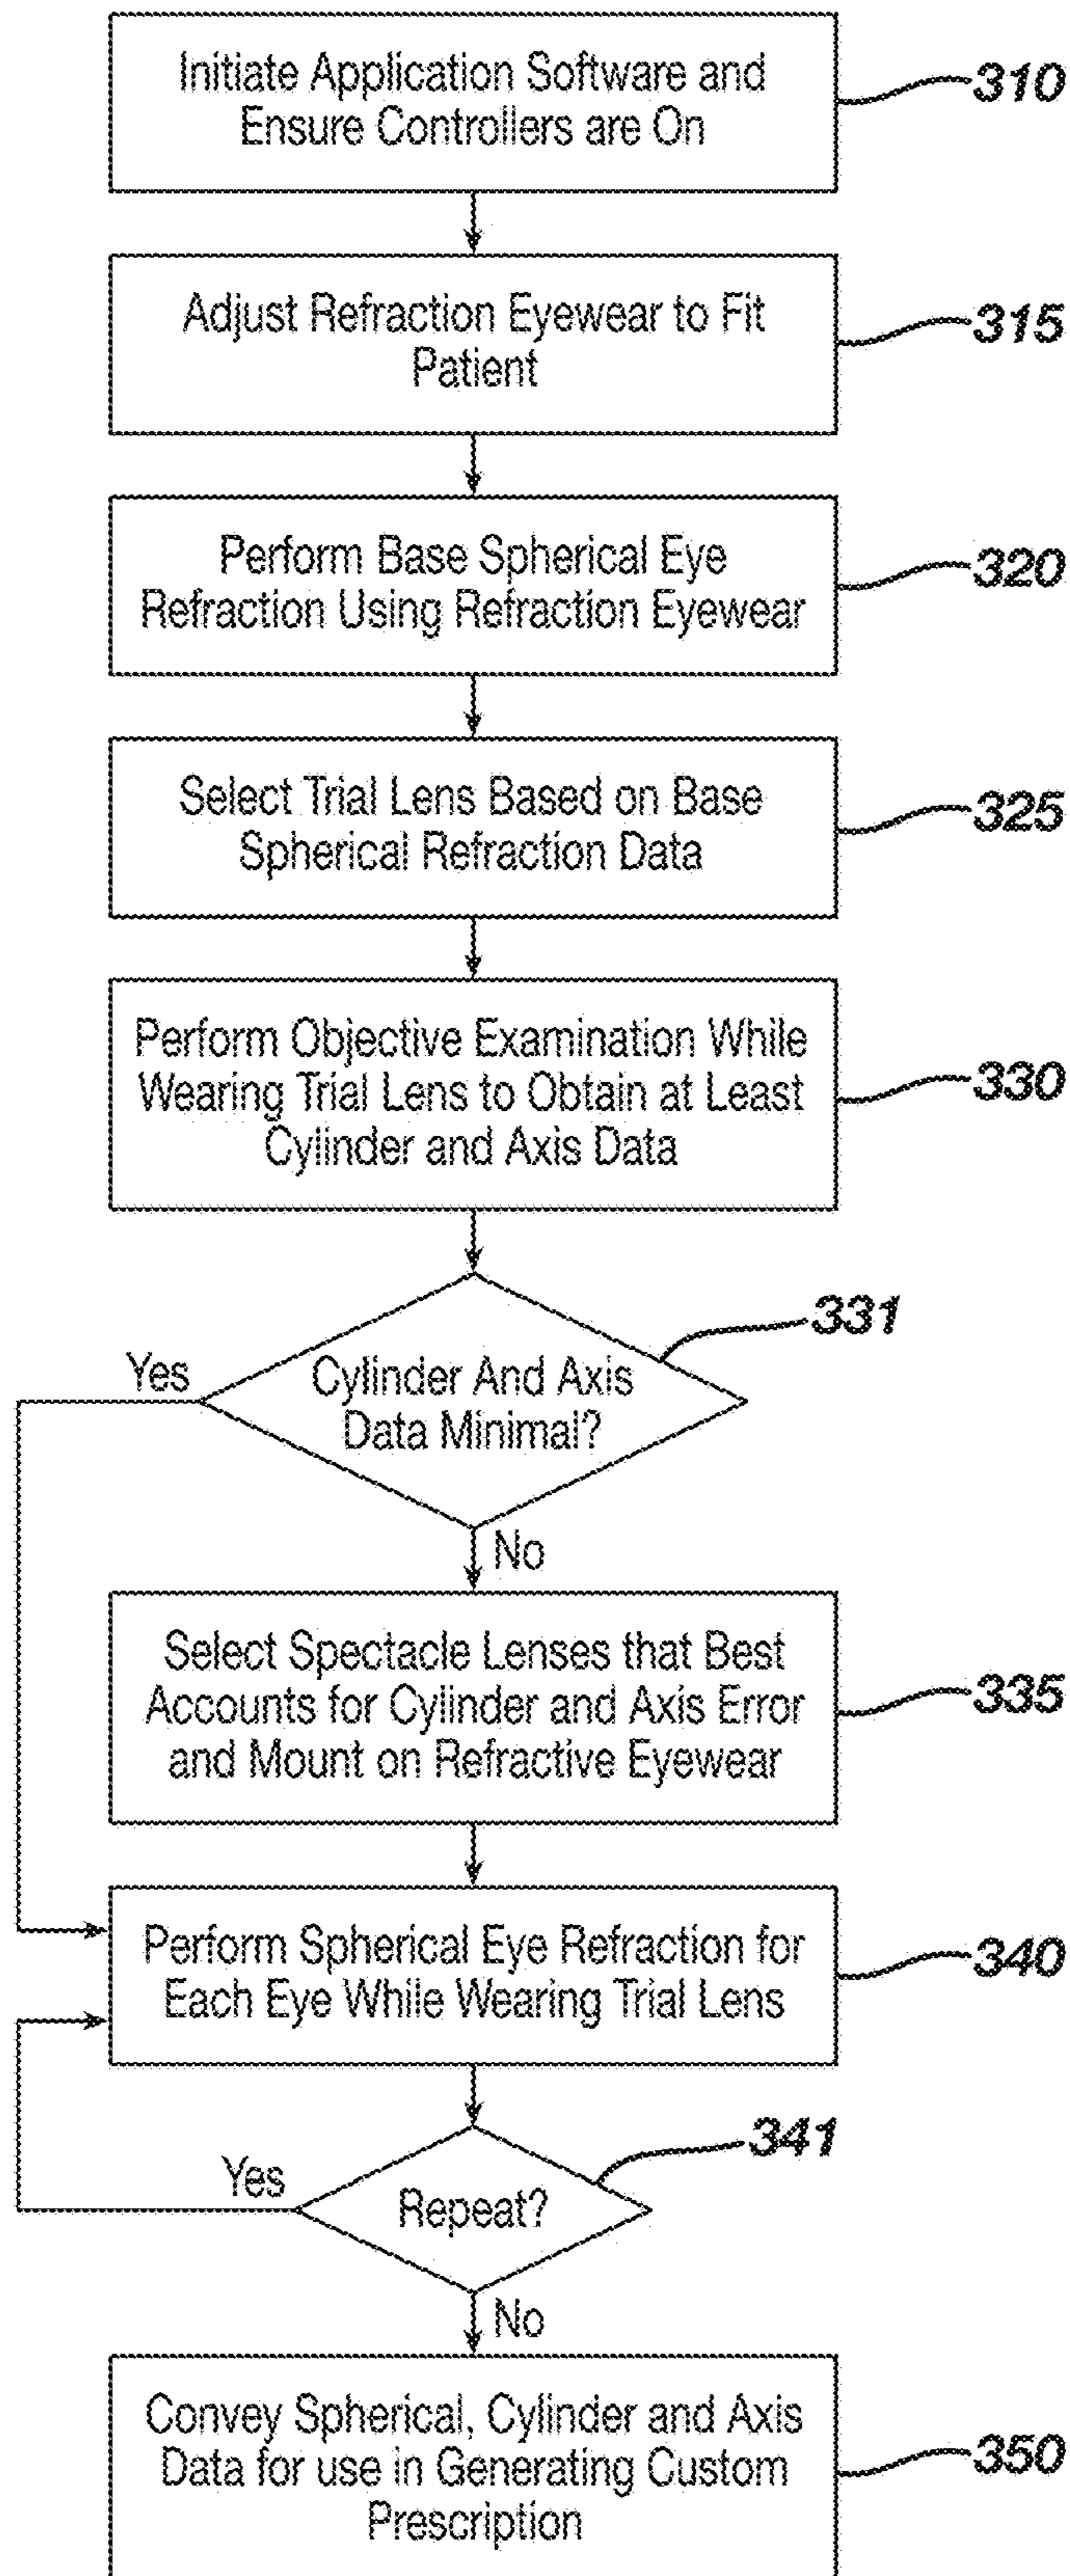 Initiate Application Software and
Ensure Controllers are On
310
Adjust Refraction Eyewear to Fit
Patient
315
Perform Base Spherical Eye
Refraction Using Refraction Eyewear
320
Select Trial Lens Based on Base
Spherical Refraction Data
325
Perform Objective Examination While
Wearing Trial Lens to Obtain at Least
Cylinder and Axis Data
330
331
Yes
Cylinder And Axis
Data Minimal?
No
Select Spectacle Lenses that Best
Accounts for Cylinder and Axis Error
and Mount on Refractive Eyewear
335
Perform Spherical Eye Refraction for
Each Eye While Wearing Trial Lens
340
341
Yes
Repeat?
No
Convey Spherical, Cylinder and Axis
Data for use in Generating Custom
Prescription
350